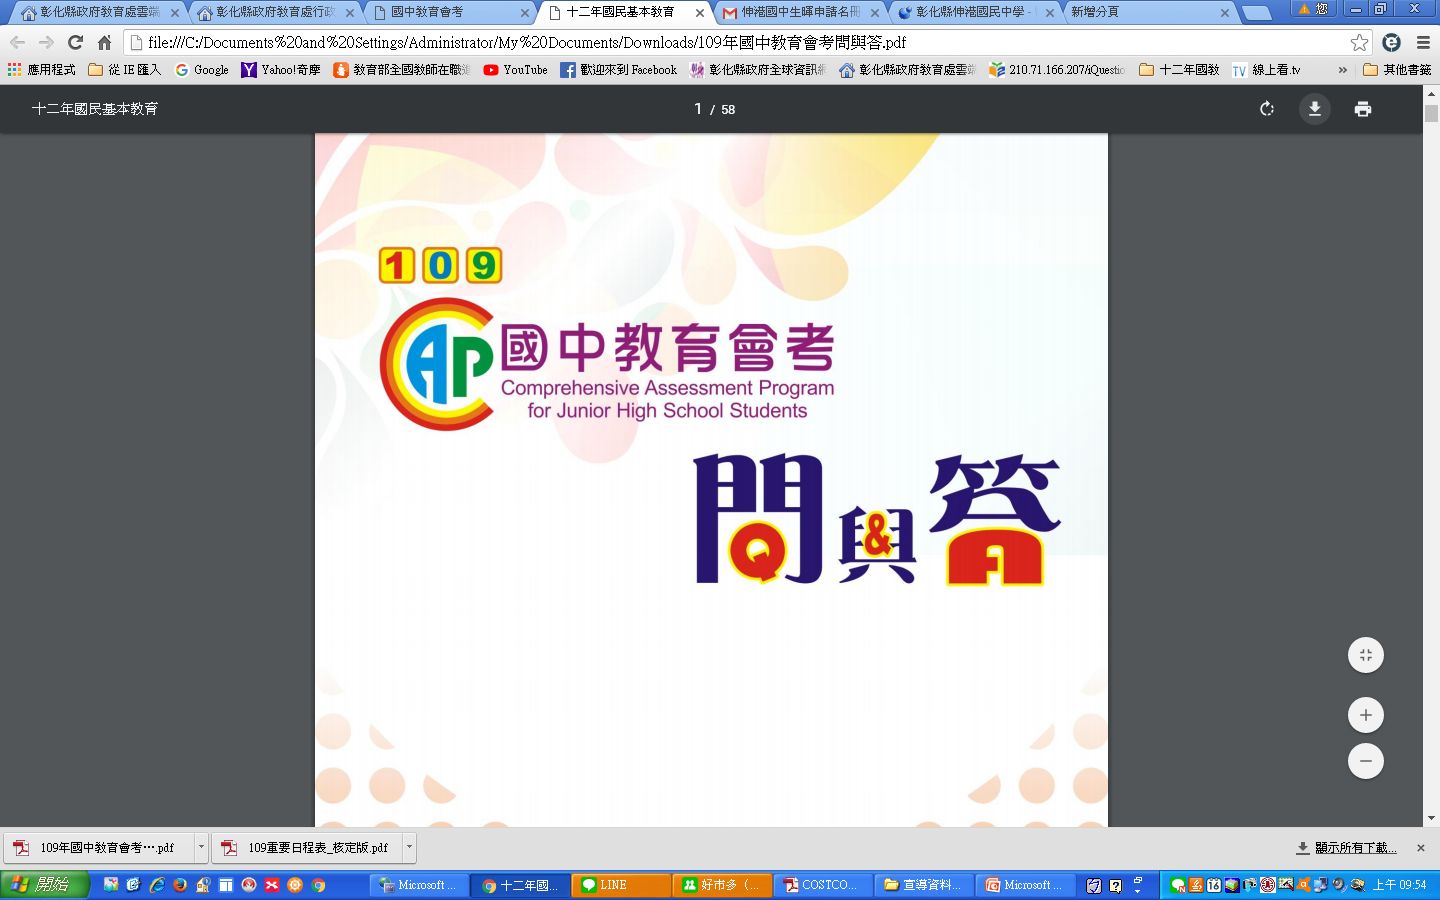 彰化縣政府教育處雲端
彰化縣政府教育處行政
國中教育會考
十二年國民基本教育
伸港國中生暉申請名冊
彰化縣伸港國民中學 -
新增分頁
您
file:///C:/Documents%20and%20Settings/Administrator/My%20Documents/Downloads/109年國中教育會考問與答.pdf
應用程式
從 IE 匯入
Google
Yahoo!奇摩
教育部全國教師在職進
YouTube
歡迎來到 Facebook
彰化縣政府全球資訊網
彰化縣政府教育處雲端
210.71.166.207/iQuestio
十二年國教
線上看.tv
»
其他書籤
十二年國民基本教育
1 / 58
109
CAP
國中教育會考
Comprehensive Assessment Program
for Junior High School Students
問與答
Q & A
109年國中教育會考….pdf
109重要日程表_核定版.pdf
顯示所有下載...
開始
Microsoft ...
十二年國...
LINE
好市多（...
COSTCO...
宣導資料...
Microsoft ...
16
上午 09:54